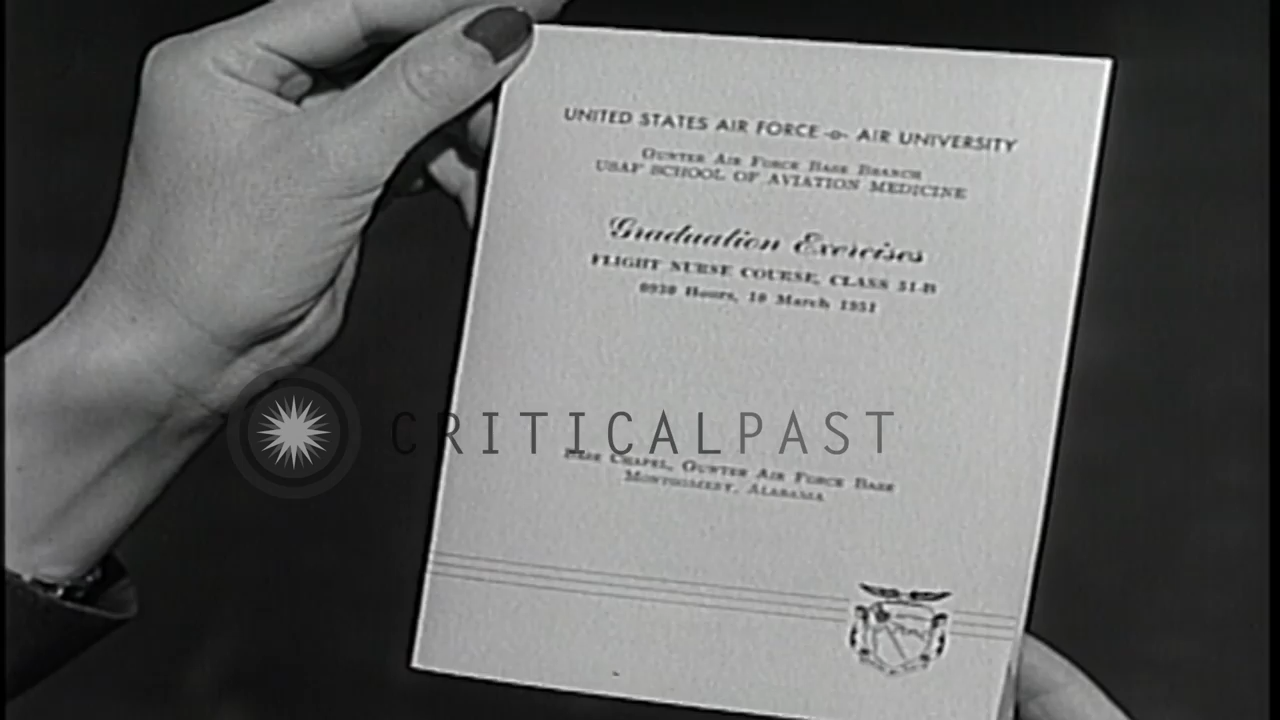 UNITED STATES AIR FORCE -o- AIR UNIVERSITY
GUNTER AIR FORCE BASE BRANCH
USAF SCHOOL OF AVIATION MEDICINE
Graduation Exercises
FLIGHT NURSE COURSE, CLASS 51-B
0930 Hours, 10 March 1951
CRITICALPAST
BASE CHAPEL, GUNTER AIR FORCE BASE
MONTGOMERY, ALABAMA